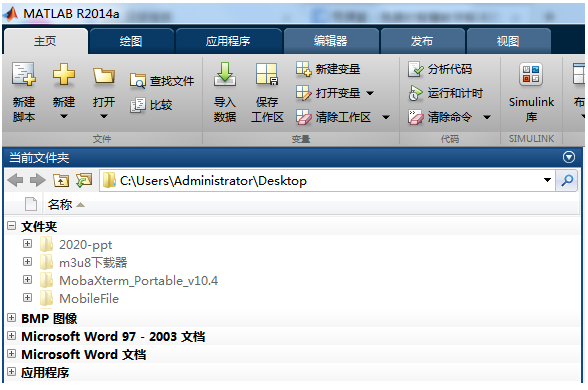 MATLAB R2014a
主页 绘图 应用程序 编辑器 发布 视图
新建脚本 新建 打开 查找文件 比较 导入数据 保存工作区 新建变量 打开变量 清除工作区 分析代码 运行和计时 清除命令 Simulink库
文件 变量 代码 SIMULINK
当前文件夹
C:\Users\Administrator\Desktop
名称
文件夹
2020-ppt
m3u8下载器
MobaXterm_Portable_v10.4
MobileFile
BMP 图像
Microsoft Word 97 - 2003 文档
Microsoft Word 文档
应用程序